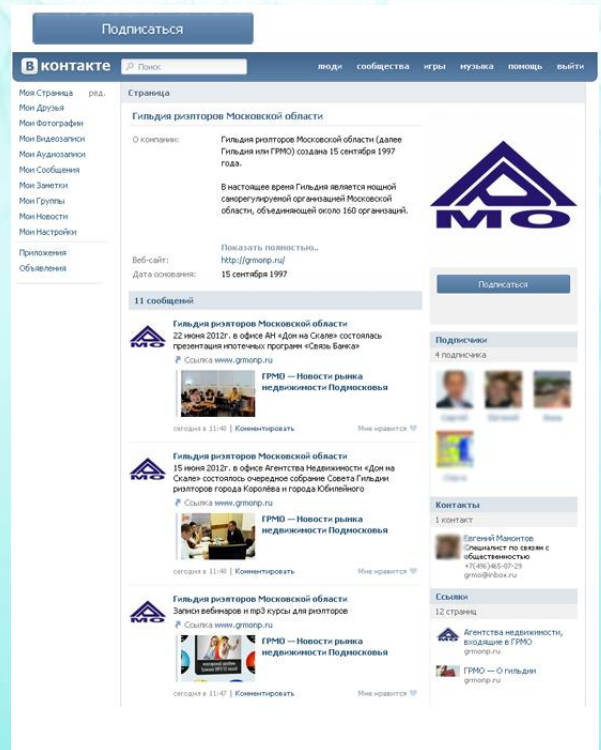 Подписаться
В контакте
Поиск
люди сообщества игры музыка помощь выйти
Моя Страница ред.
Мои Друзья
Мои Фотографии
Мои Видеозаписи
Мои Аудиозаписи
Мои Сообщения
Мои Заметки
Мои Группы
Мои Новости
Мои Настройки
Приложения
Объявления
Страница
Гильдия риэлторов Московской области
О компании: Гильдия риэлторов Московской области (далее
Гильдия или ГРМО) создана 15 сентября 1997
года.
В настоящее время Гильдия является мощной
саморегулируемой организацией Московской
области, объединяющей около 160 организаций.
Показать полностью..
Веб-сайт: http://grmonp.ru/
Дата основания: 15 сентября 1997
11 сообщений
Гильдия риэлторов Московской области
22 июня 2012г. в офисе АН «Дом на Скале» состоялась
презентация ипотечных программ «Связь Банка»
Ссылка www.grmonp.ru
ГРМО — Новости рынка
недвижимости Подмосковья
сегодня в 11:48 | Комментировать Мне нравится
Гильдия риэлторов Московской области
15 июня 2012г. в офисе Агентства Недвижимости «Дом на
Скале» состоялось очередное собрание Совета Гильдии
риэлторов города Королёва и города Юбилейного
Ссылка www.grmonp.ru
ГРМО — Новости рынка
недвижимости Подмосковья
сегодня в 11:48 | Комментировать Мне нравится
Гильдия риэлторов Московской области
Записи вебинаров и mp3 курсы для риэлторов
Ссылка www.grmonp.ru
ГРМО — Новости рынка
недвижимости Подмосковья
сегодня в 11:47 | Комментировать Мне нравится
МО
Подписаться
Подписчики
4 подписчика
Контакты
1 контакт
Евгений Мамонтов
Специалист по связям с
общественностью
+7(496)465-07-29
grmo@inbox.ru
Ссылки
12 страниц
Агентства недвижимости,
входящие в ГРМО
grmonp.ru
ГРМО — О гильдии
grmonp.ru